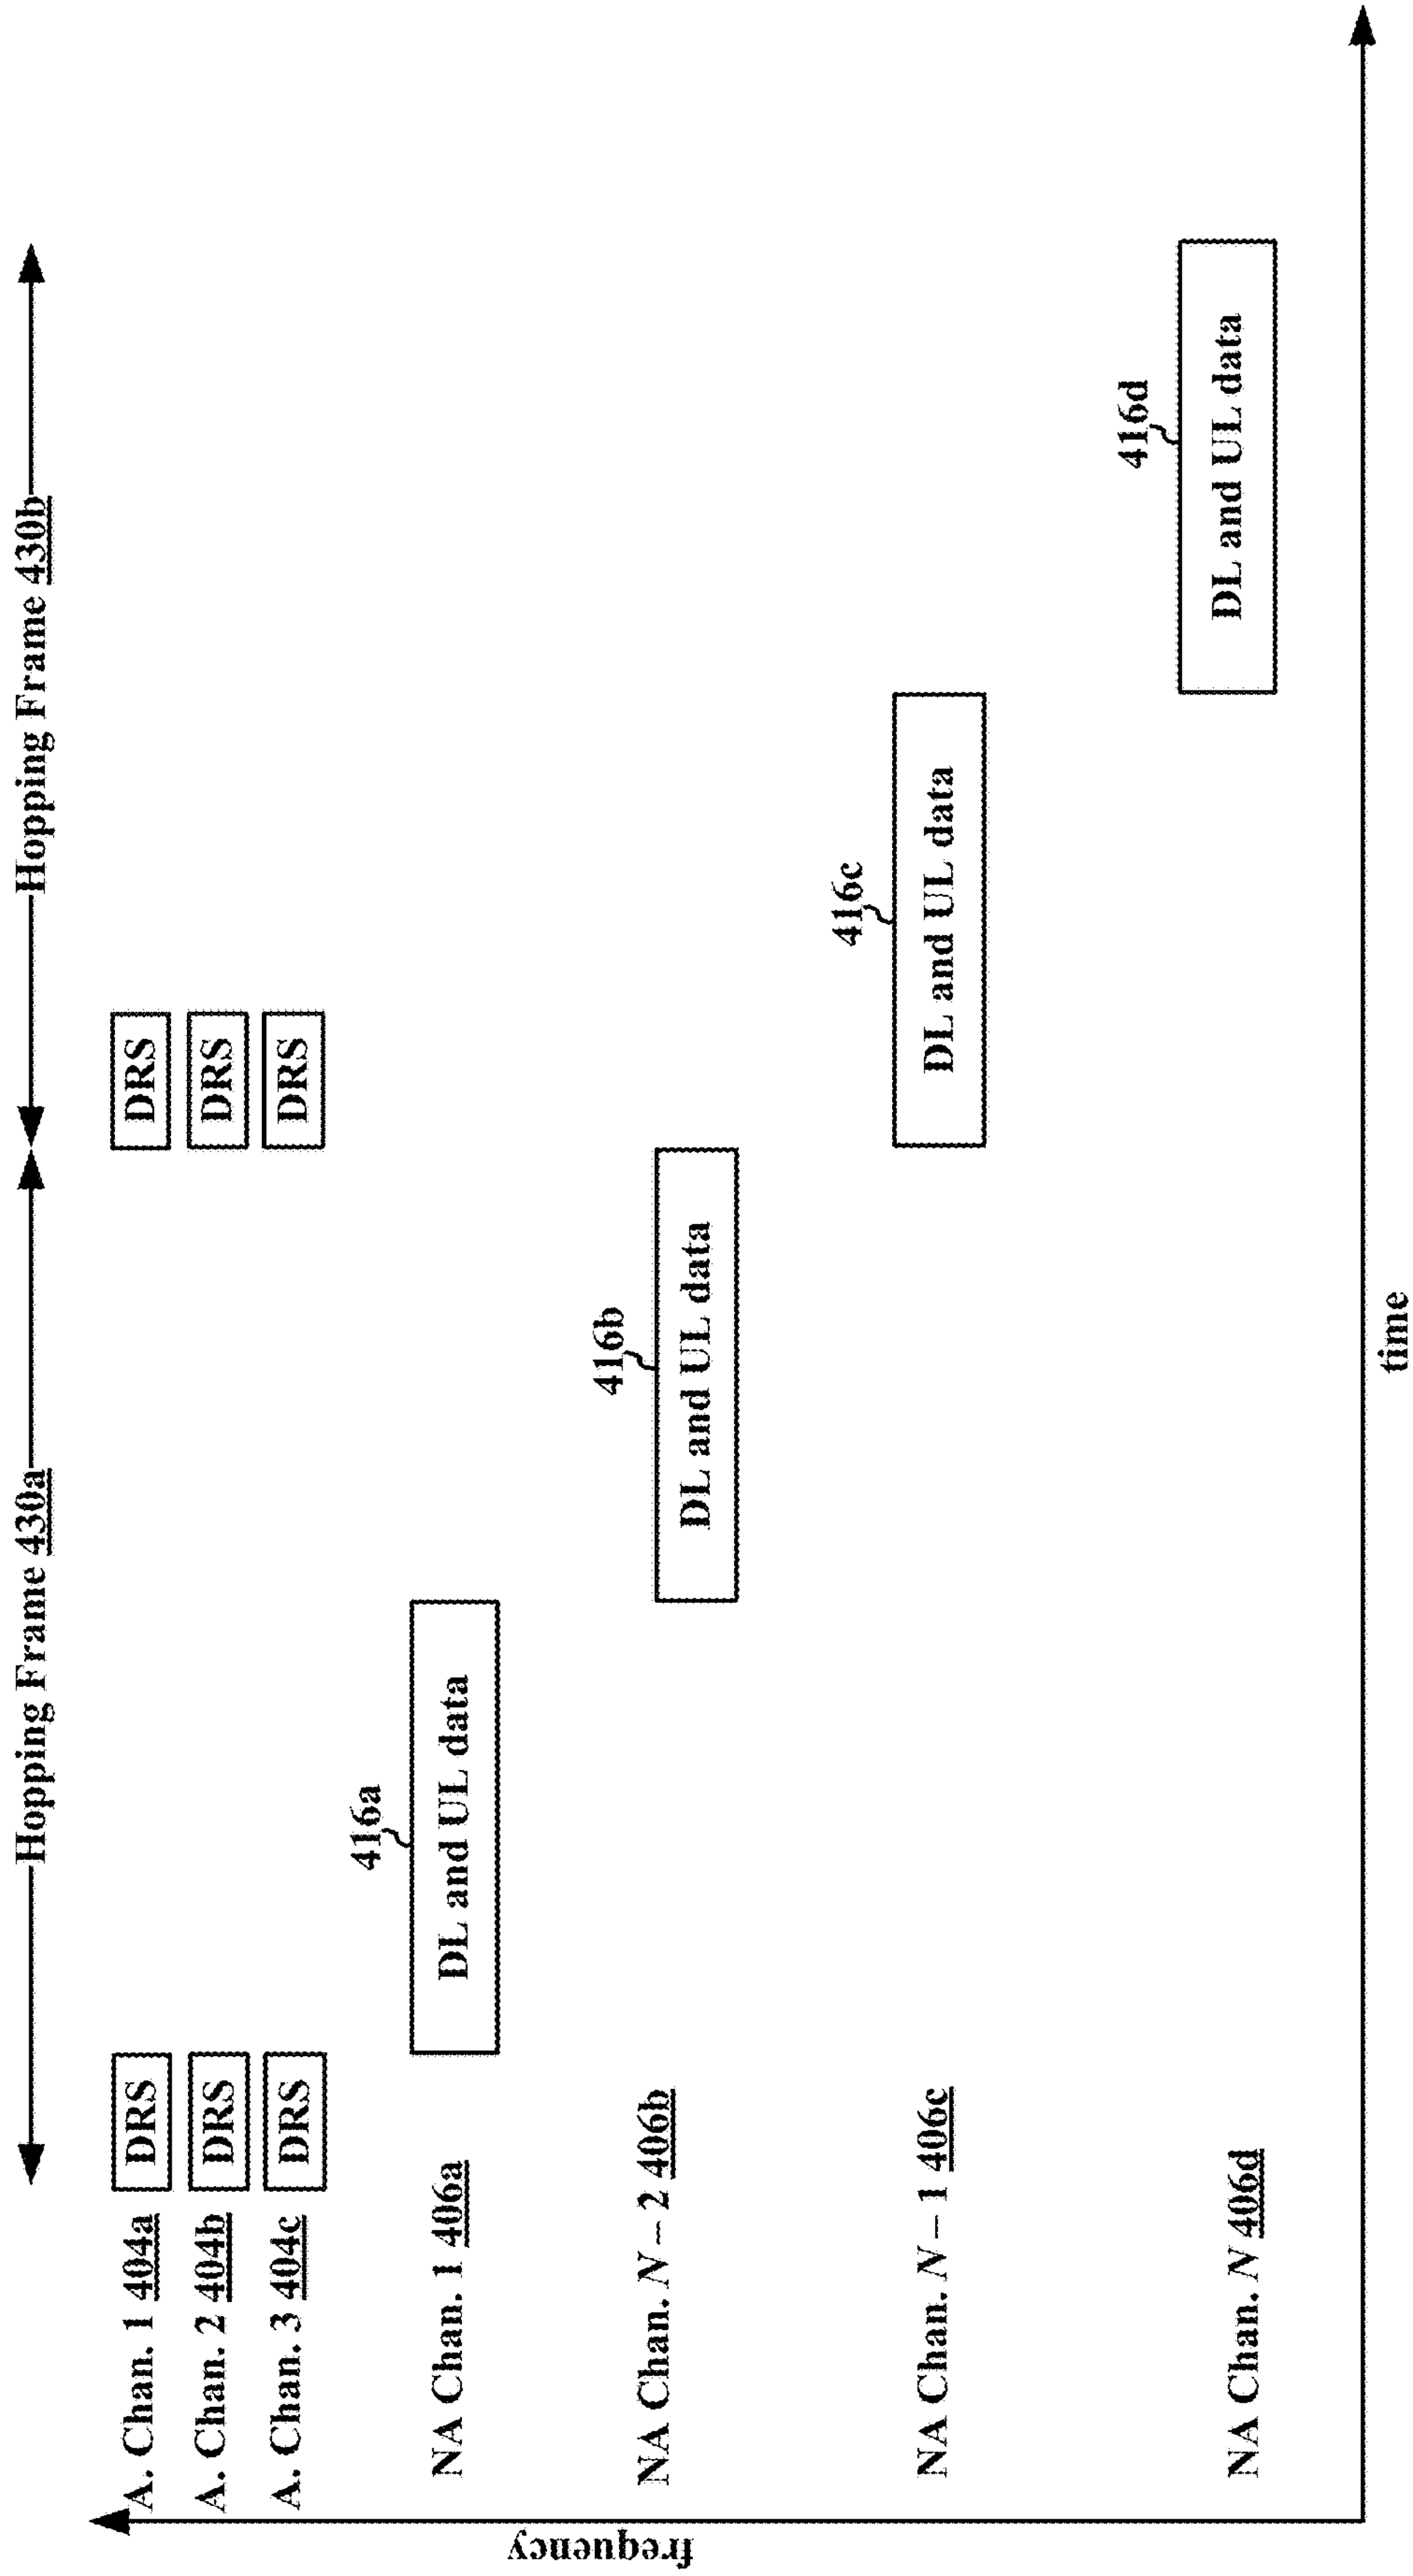 Hopping Frame 430a
Hopping Frame 430b
A. Chan. 1 404a
DRS
DRS
A. Chan. 2 404b
DRS
DRS
A. Chan. 3 404c
DRS
DRS
416a
NA Chan. 1 406a
DL and UL data
416b
NA Chan. N – 2 406b
DL and UL data
416c
NA Chan. N – 1 406c
DL and UL data
416d
NA Chan. N 406d
DL and UL data
frequency
time